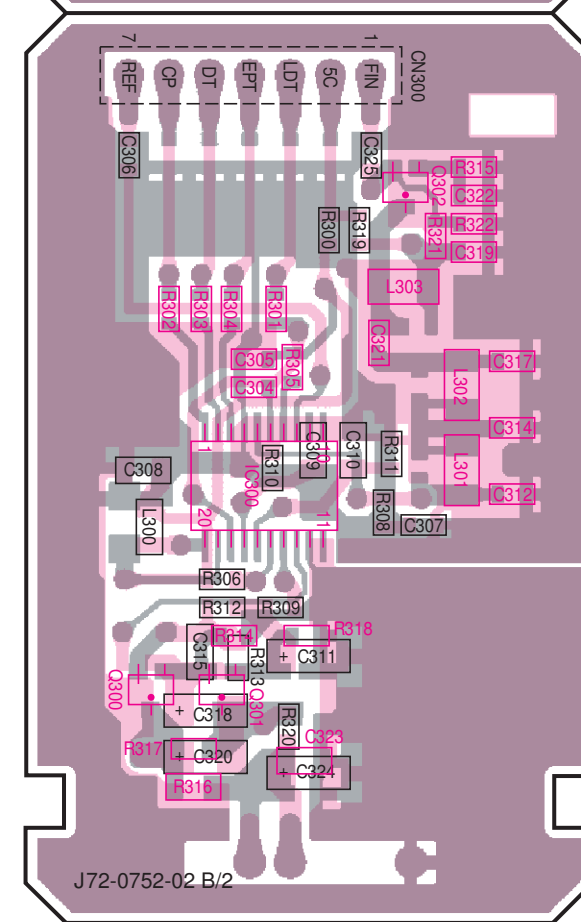 7
1
REF
CP
DT
EPT
LDT
5C
FIN
CN300
C306
C325
R315
Q302
C322
R300
R319
R321
R322
C319
L303
R302
R303
R304
R301
C321
C305
R305
C317
C304
L302
C314
1
10
C309
C310
R311
R310
IC300
C308
L301
C312
20
11
L300
R308
C307
R306
R312
R309
R314
R318
C315
R313
+ C311
Q300
Q301
+ C318
R320
R317
+ C320
C323
+ C324
R316
J72-0752-02 B/2